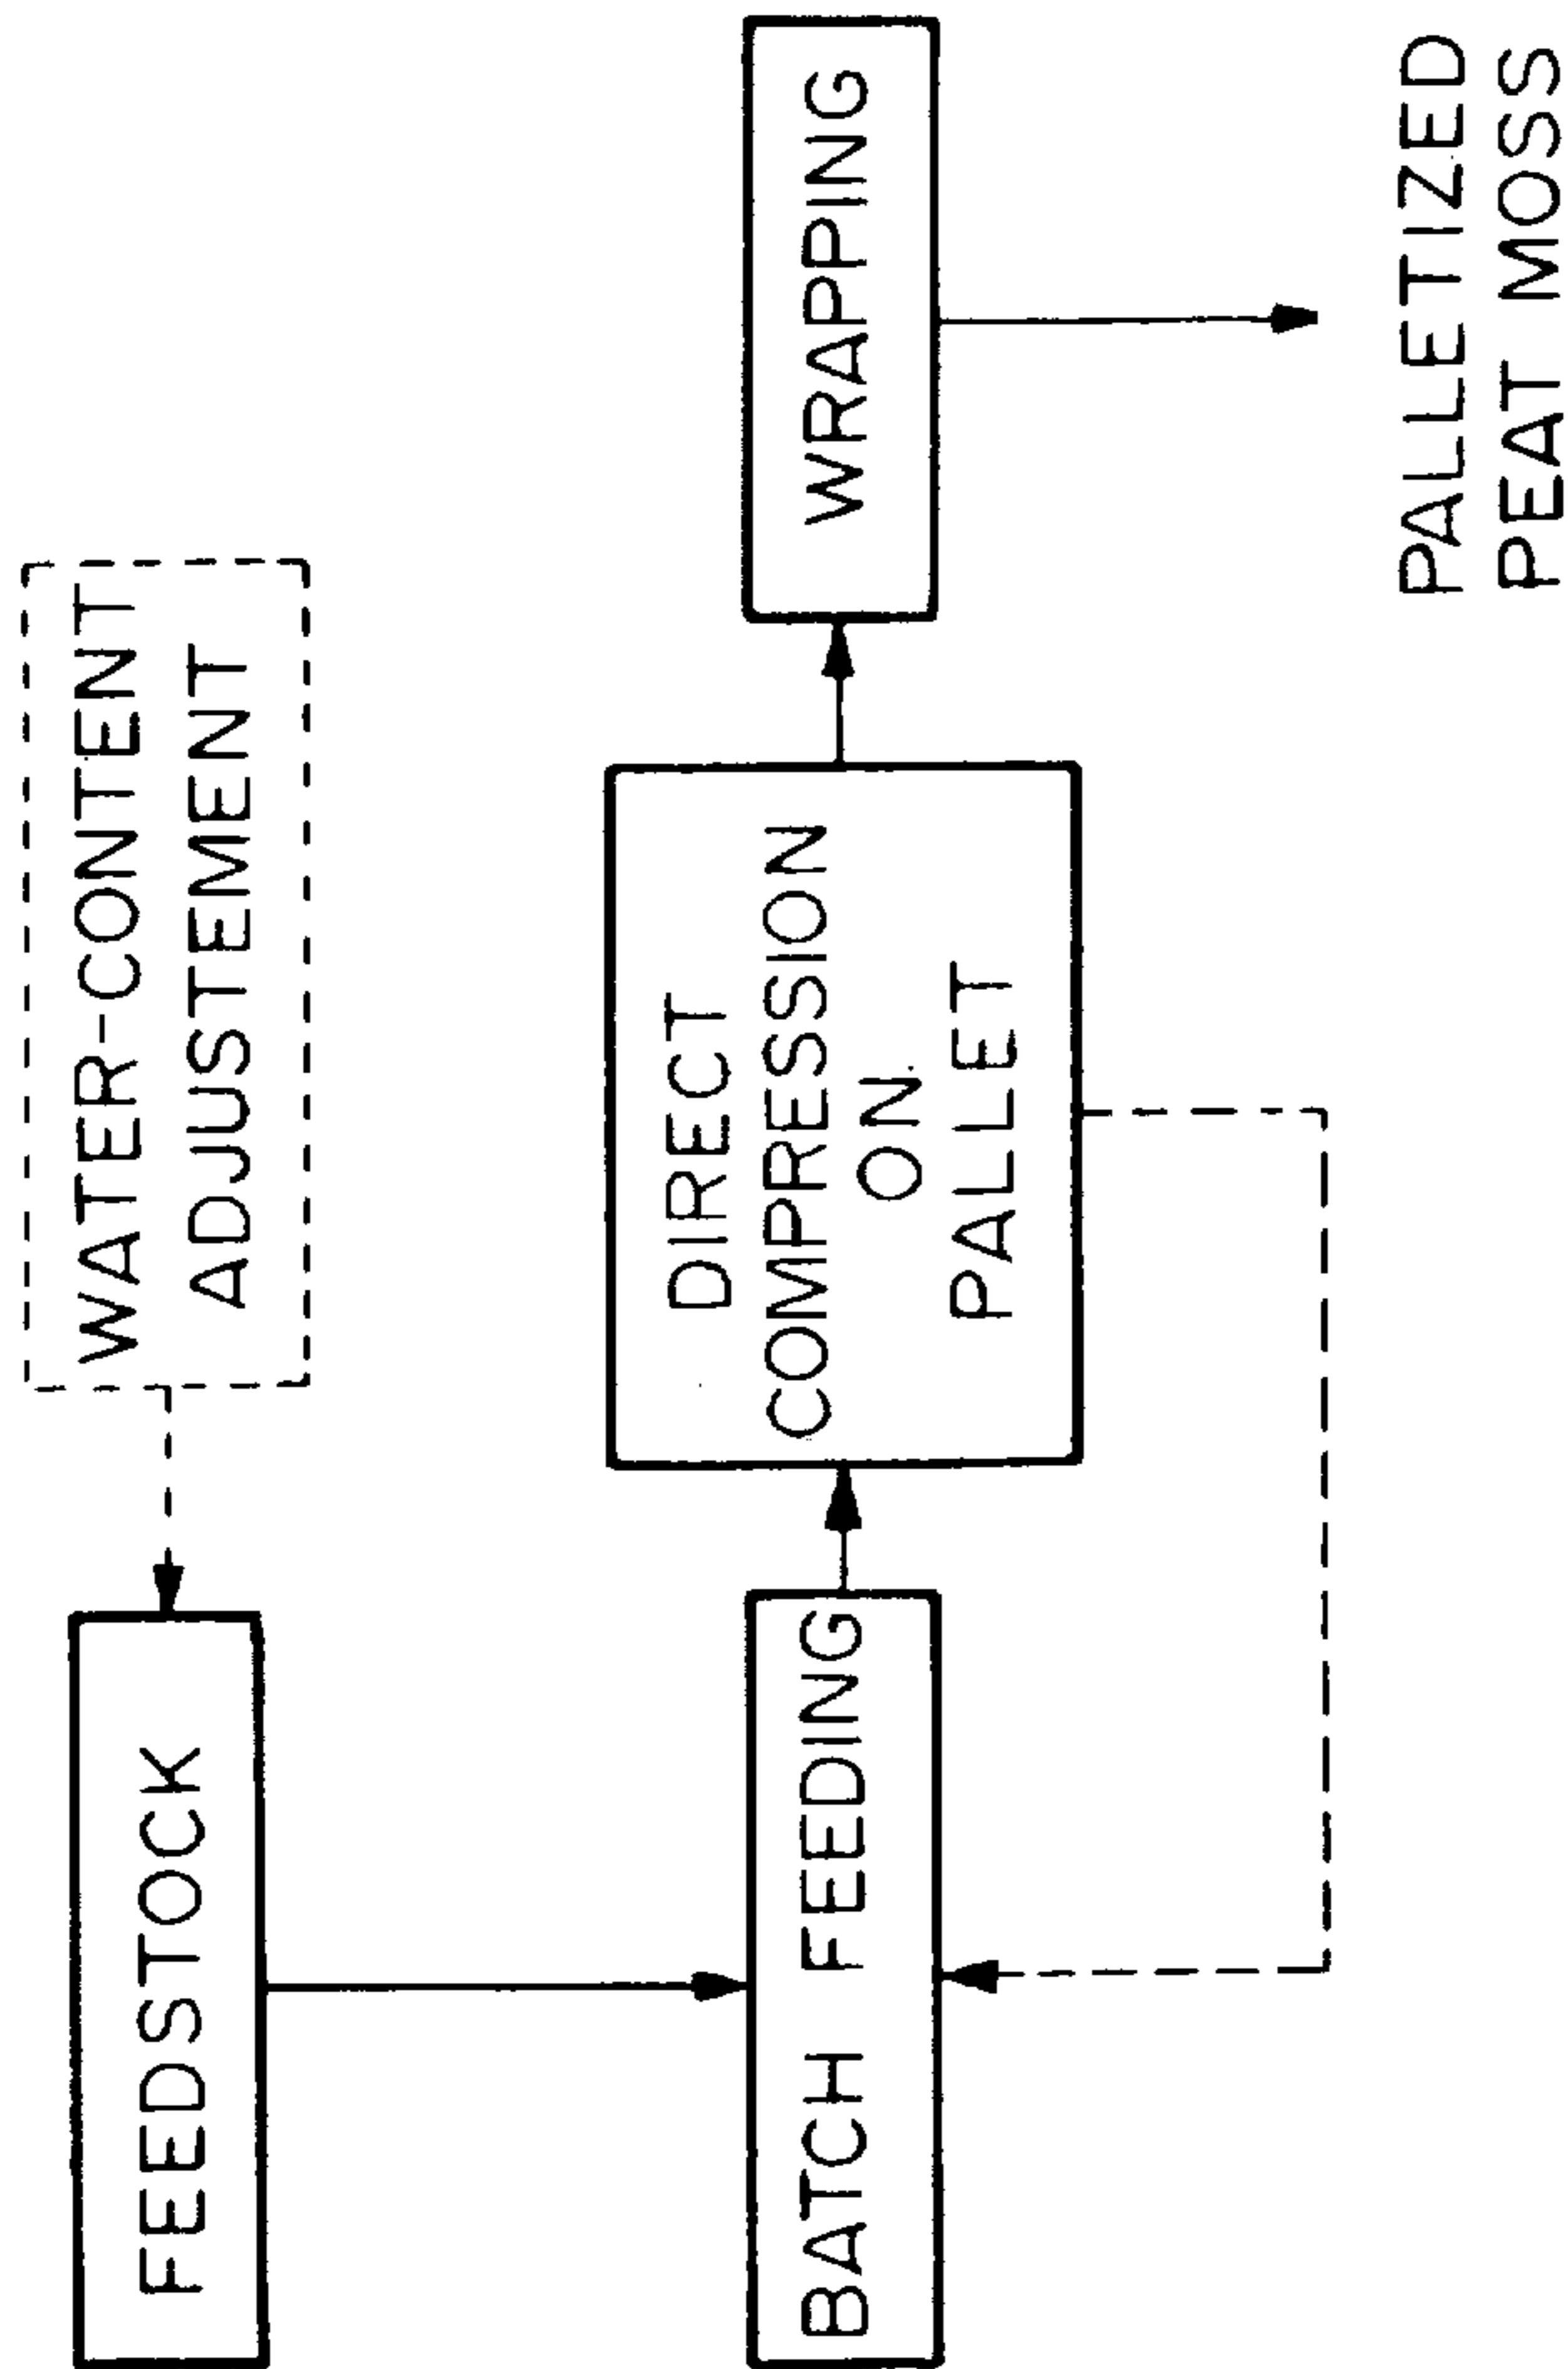 WATER-CONTENT
ADJUSTEMENT
FEEDSTOCK
BATCH FEEDING
DIRECT
COMPRESSION
ON
PALLET
WRAPPING
PALLETIZED
PEAT MOSS